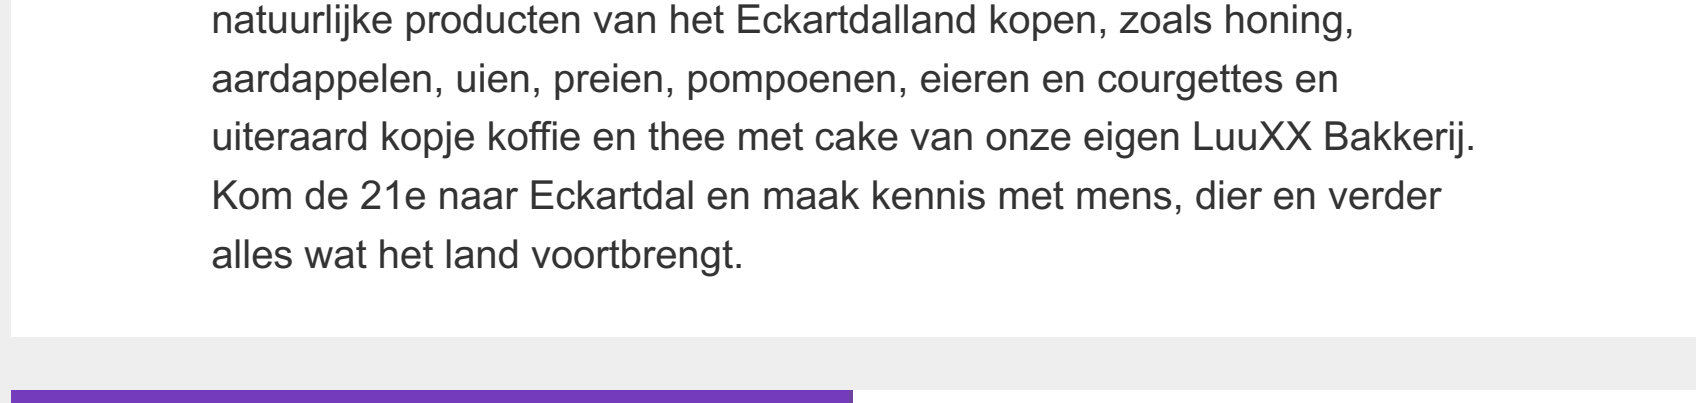 natuurlijke producten van het Eckartdalland kopen, zoals honing,
aardappelen, uien, preien, pompoenen, eieren en courgettes en
uiteraard kopje koffie en thee met cake van onze eigen LuuXX Bakkerij.
Kom de 21e naar Eckartdal en maak kennis met mens, dier en verder
alles wat het land voortbrengt.